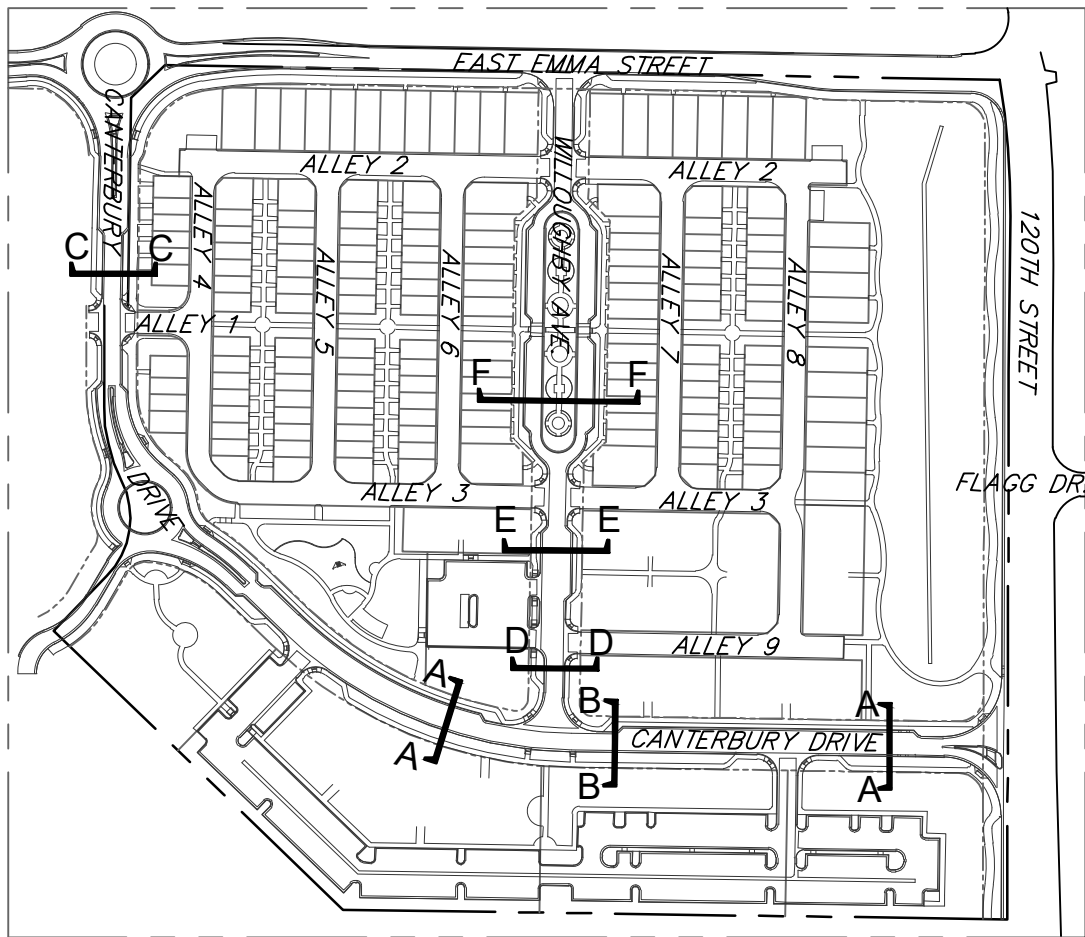 EAST EMMA STREET
CANTERBURY
WILLOUGHBY AVE.
ALLEY 2
ALLEY 2
ALLEY 4
120TH STREET
C
C
ALLEY 5
ALLEY 6
ALLEY 7
ALLEY 8
ALLEY 1
F
F
DRIVE
ALLEY 3
ALLEY 3
FLAGG DR
E
E
D
D
ALLEY 9
A
A
B
B
CANTERBURY DRIVE
A
A